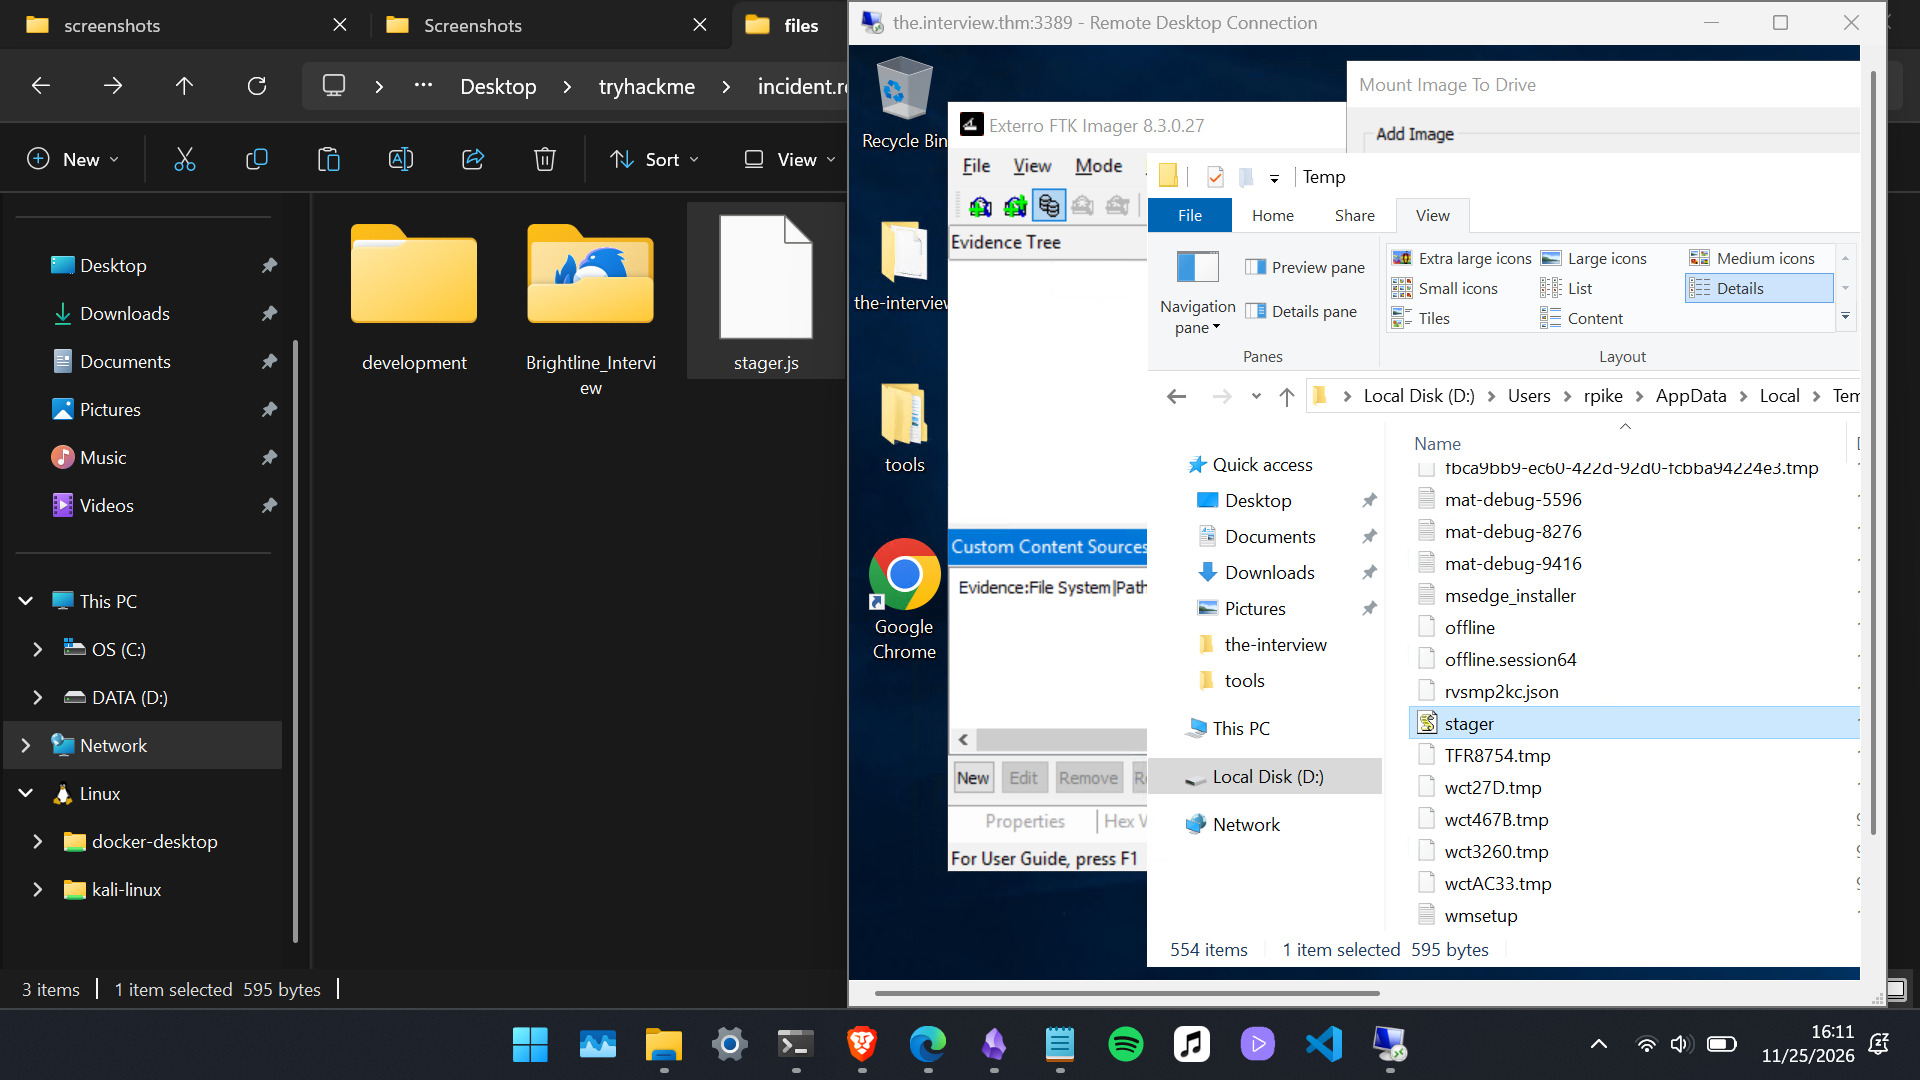 screenshots
Screenshots
files
Desktop
tryhackme
New
Sort
View
Desktop
Downloads
Documents
Pictures
Music
Videos
This PC
OS (C:)
DATA (D:)
Network
Linux
docker-desktop
kali-linux
development
Brightline_Intervi
ew
stager.js
3 items
1 item selected 595 bytes
the.interview.thm:3389 - Remote Desktop Connection
Recycle Bin
tools
Google
Chrome
Exterro FTK Imager 8.3.0.27
File View Mode
Evidence Tree
Custom Content Sources
Evidence:File System|Path
New Edit Remove
Properties
For User Guide, press F1
Mount Image To Drive
Add Image
Temp
File Home Share View
Navigation
pane
Preview pane
Details pane
Panes
Extra large icons Large icons Medium icons
Small icons List Details
Tiles Content
Layout
Local Disk (D:) Users rpike AppData Local
Name
Quick access
Desktop
Documents
Downloads
Pictures
the-interview
tools
This PC
Local Disk (D:)
Network
fbca9bb9-ec60-422d-92d0-fcbba94224e3.tmp
mat-debug-5596
mat-debug-8276
mat-debug-9416
msedge_installer
offline
offline.session64
rvsmp2kc.json
stager
TFR8754.tmp
wct27D.tmp
wct467B.tmp
wct3260.tmp
wctAC33.tmp
wmsetup
554 items
1 item selected 595 bytes
16:11
11/25/2026